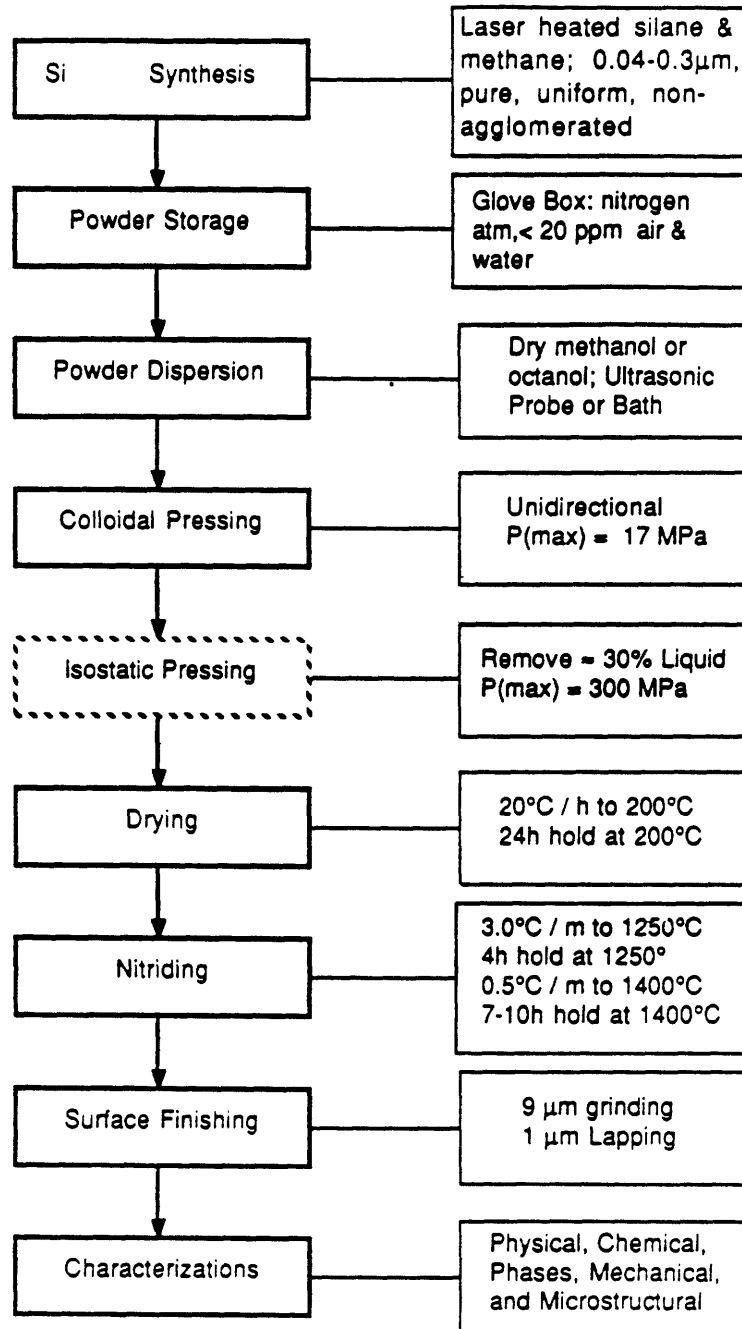 Si Synthesis
Laser heated silane &
methane; 0.04-0.3µm,
pure, uniform, non-
agglomerated
Powder Storage
Glove Box: nitrogen
atm,< 20 ppm air &
water
Powder Dispersion
Dry methanol or
octanol; Ultrasonic
Probe or Bath
Colloidal Pressing
Unidirectional
P(max) = 17 MPa
Isostatic Pressing
Remove ≈ 30% Liquid
P(max) = 300 MPa
Drying
20°C / h to 200°C
24h hold at 200°C
Nitriding
3.0°C / m to 1250°C
4h hold at 1250°
0.5°C / m to 1400°C
7-10h hold at 1400°C
Surface Finishing
9 µm grinding
1 µm Lapping
Characterizations
Physical, Chemical,
Phases, Mechanical,
and Microstructural